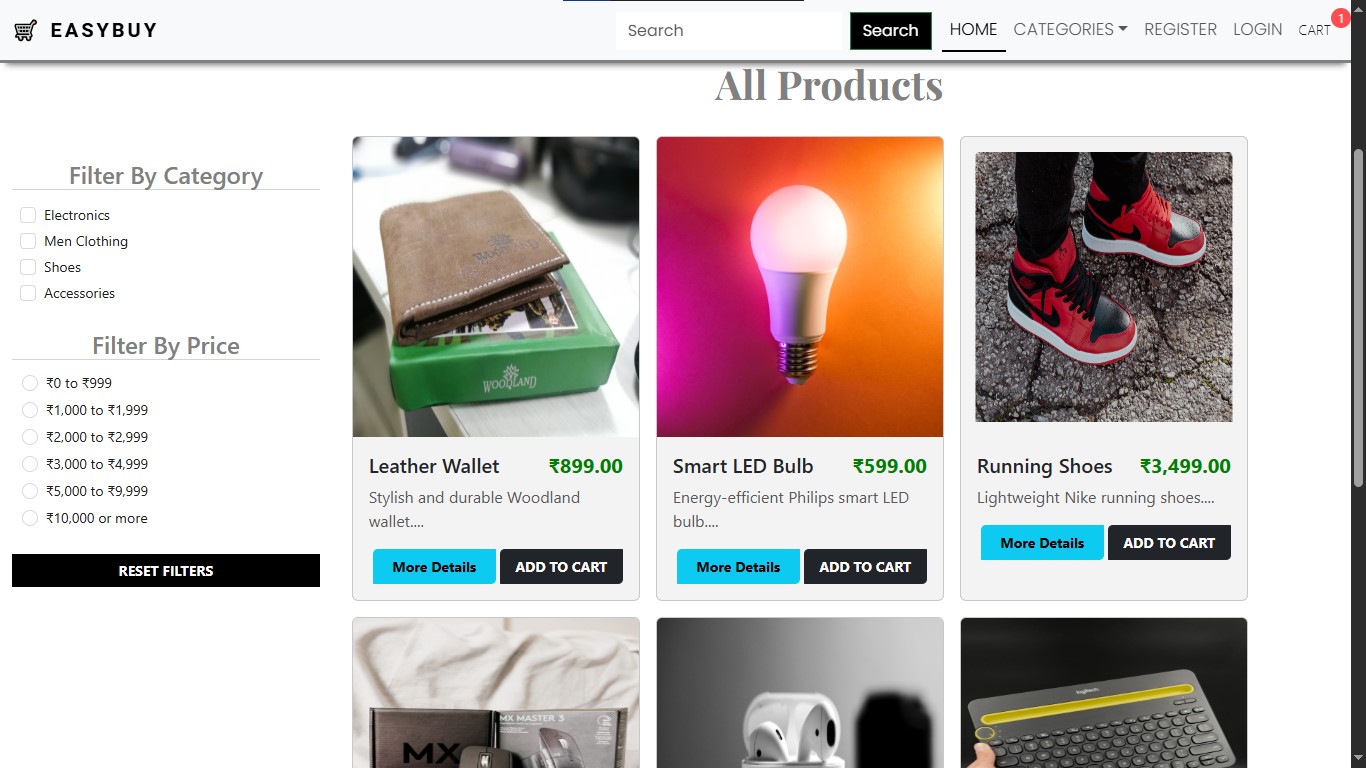 EASYBUY
Search
Search
HOME
CATEGORIES
REGISTER
LOGIN
CART
1
All Products
Filter By Category
Electronics
Men Clothing
Shoes
Accessories
Filter By Price
₹0 to ₹999
₹1,000 to ₹1,999
₹2,000 to ₹2,999
₹3,000 to ₹4,999
₹5,000 to ₹9,999
₹10,000 or more
RESET FILTERS
WOODLAND
WOODLAND
Leather Wallet
₹899.00
Stylish and durable Woodland
wallet....
More Details
ADD TO CART
Smart LED Bulb
₹599.00
Energy-efficient Philips smart LED
bulb....
More Details
ADD TO CART
Running Shoes
₹3,499.00
Lightweight Nike running shoes....
More Details
ADD TO CART
MX MASTER 3
MX
logitech